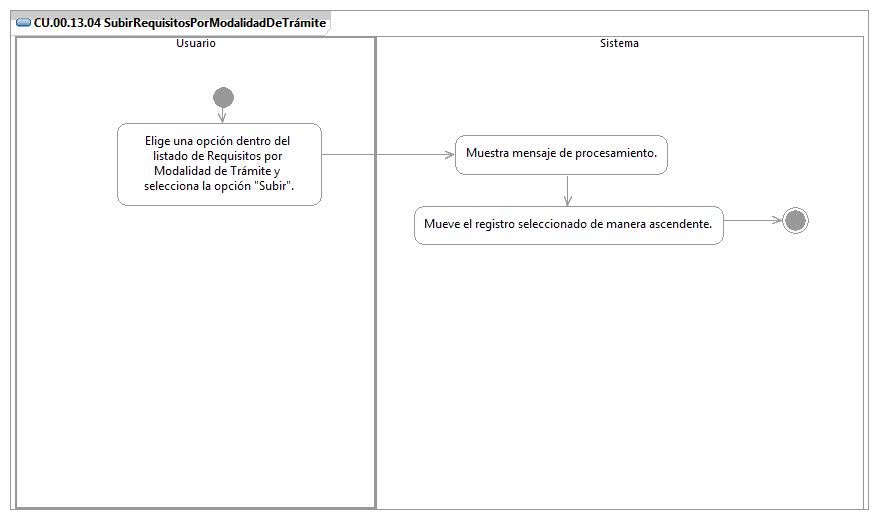 CU.00.13.04 SubirRequisitosPorModalidadDeTrámite
Usuario
Sistema
Elige una opción dentro del
listado de Requisitos por
Modalidad de Trámite y
selecciona la opción "Subir".
Muestra mensaje de procesamiento.
Mueve el registro seleccionado de manera ascendente.